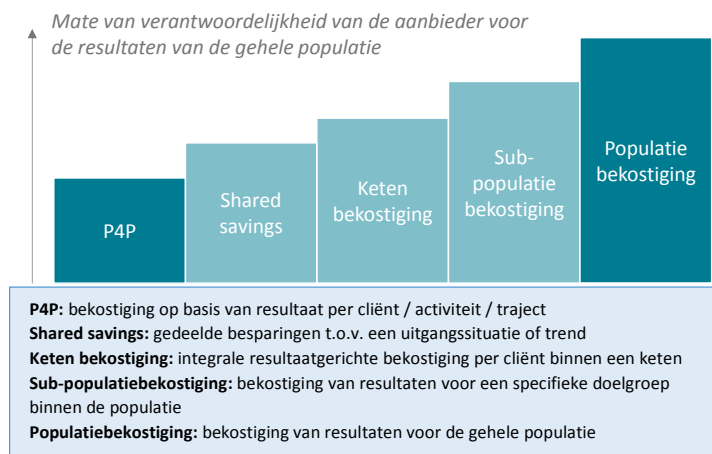 Mate van verantwoordelijkheid van de aanbieder voor
de resultaten van de gehele populatie
P4P
Shared
savings
Keten
bekostiging
Sub-
populatie
bekostiging
Populatie
bekostiging
P4P: bekostiging op basis van resultaat per cliënt / activiteit / traject
Shared savings: gedeelde besparingen t.o.v. een uitgangssituatie of trend
Keten bekostiging: integrale resultaatgerichte bekostiging per cliënt binnen een keten
Sub-populatiebekostiging: bekostiging van resultaten voor een specifieke doelgroep
binnen de populatie
Populatiebekostiging: bekostiging van resultaten voor de gehele populatie